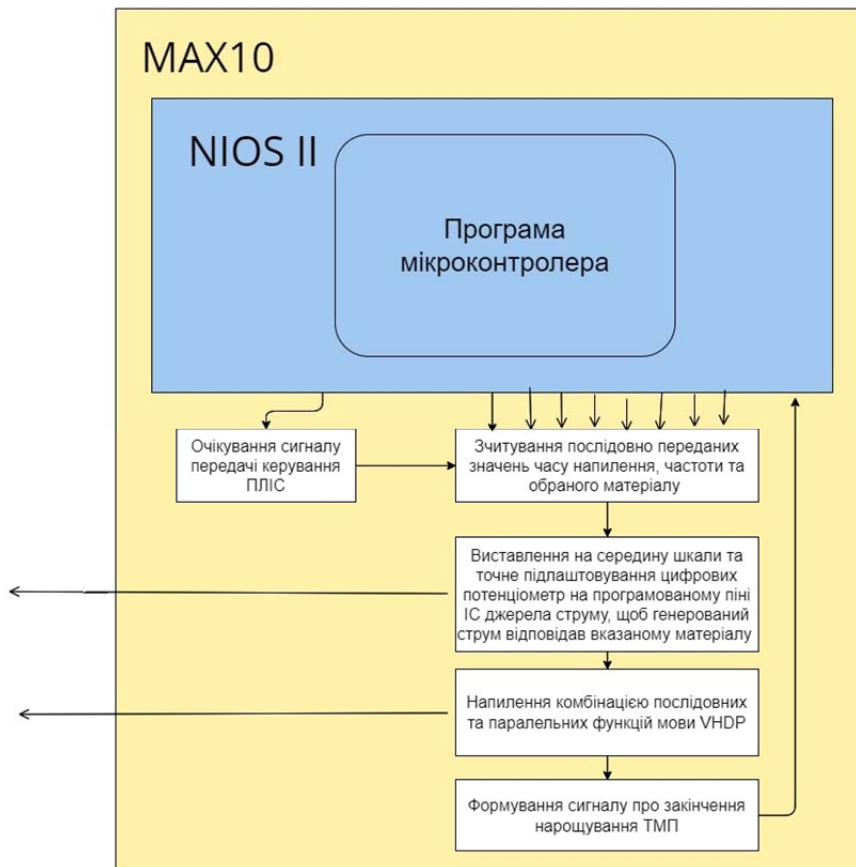 MAX10
NIOS II
Програма
мікроконтролера
Очікування сигналу
передачі керування
ПЛІС
Зчитування послідовно переданих
значень часу напилення, частоти та
обраного матеріалу
Виставлення на середину шкали та
точне підлаштовування цифрових
потенціометр на програмованому піні
ІС джерела струму, щоб генерований
струм відповідав вказаному матеріалу
Напилення комбінацією послідовних
та паралельних функцій мови VHDP
Формування сигналу про закінчення
нарощування ТМП